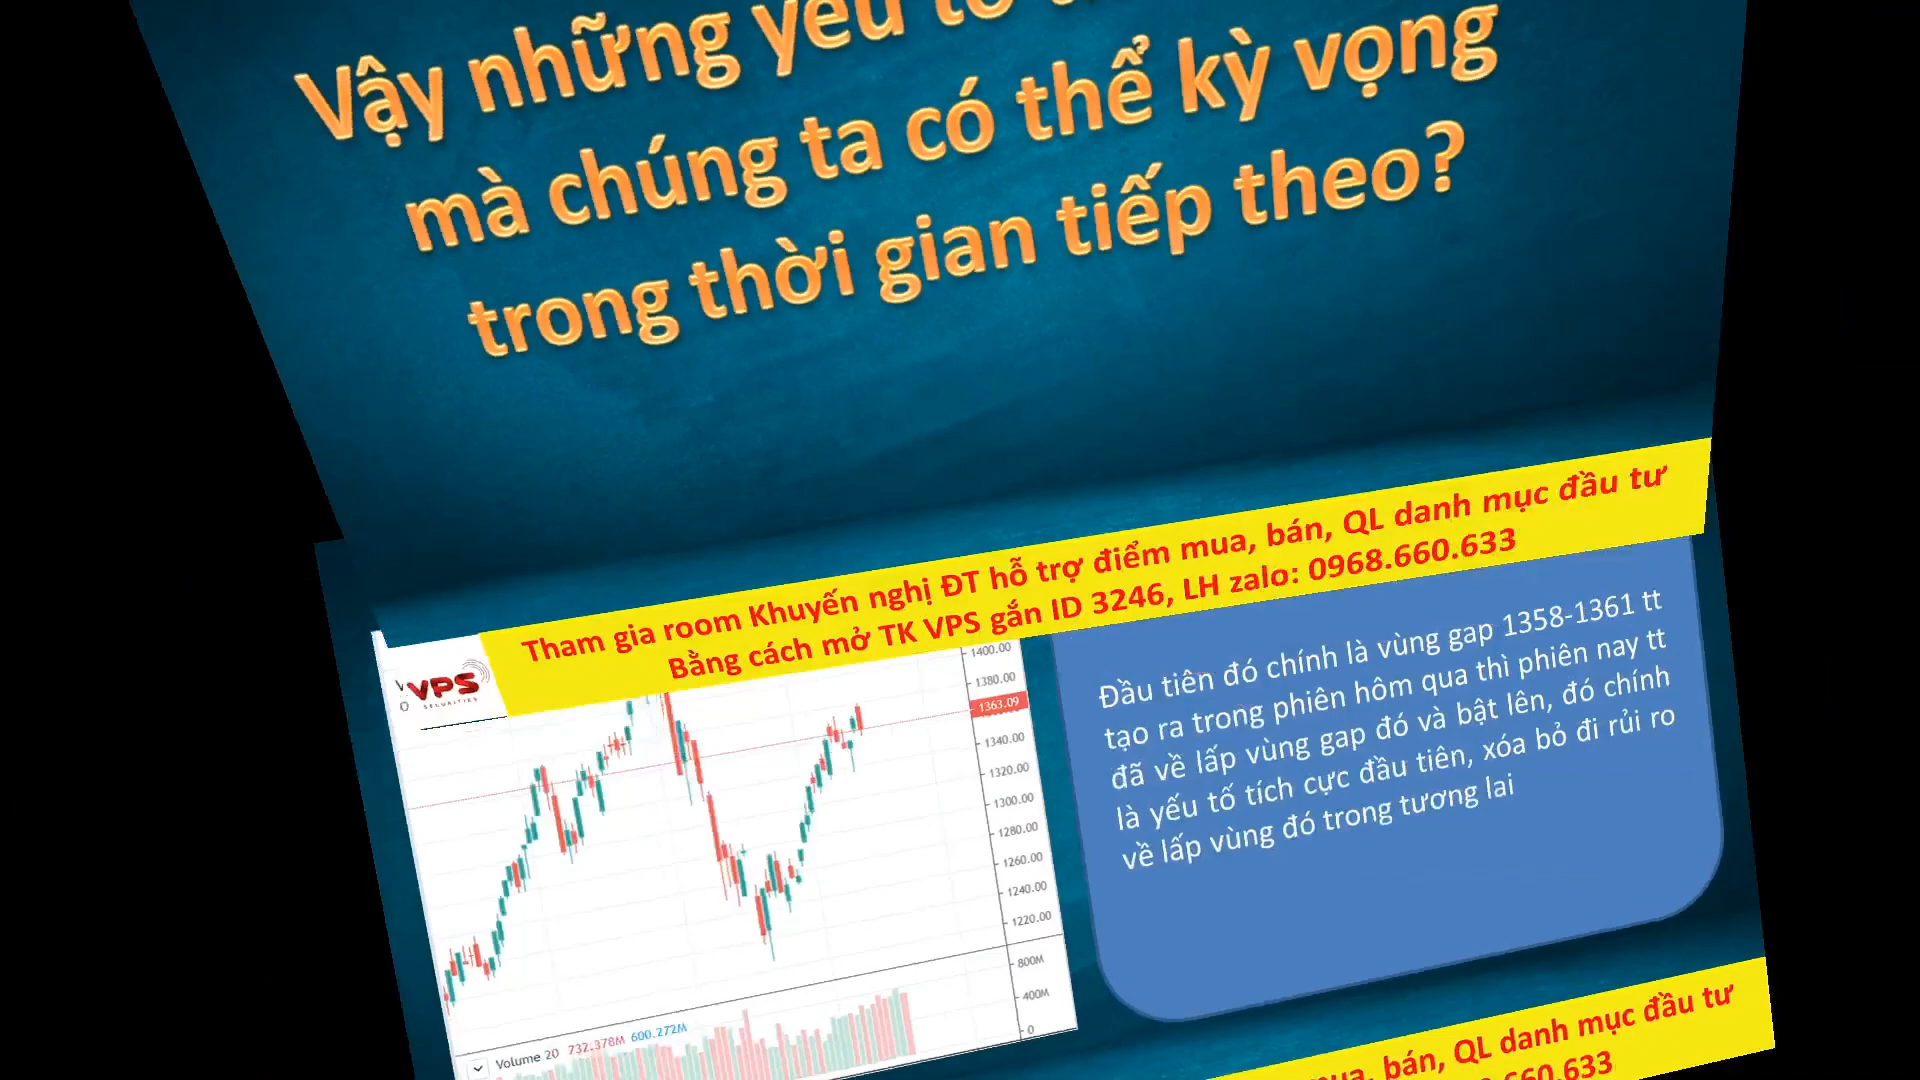 Vậy những yếu tố
mà chúng ta có thể kỳ vọng
trong thời gian tiếp theo?
Tham gia room Khuyến nghị ĐT hỗ trợ điểm mua, bán, QL danh mục đầu tư
Bằng cách mở TK VPS gắn ID 3246, LH zalo: 0968.660.633
VPS
SECURITIES
1400.00
1380.00
1363.09
1340.00
1320.00
1300.00
1280.00
1260.00
1240.00
1220.00
800M
400M
0
Volume 20 732.378M 600.272M
Đầu tiên đó chính là vùng gap 1358-1361 tt
tạo ra trong phiên hôm qua thì phiên nay tt
đã về lấp vùng gap đó và bật lên, đó chính
là yếu tố tích cực đầu tiên, xóa bỏ đi rủi ro
về lấp vùng đó trong tương lai
bán, QL danh mục đầu tư
660.633